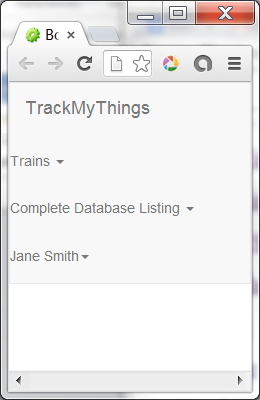 Bo
TrackMyThings
Trains
Complete Database Listing
Jane Smith